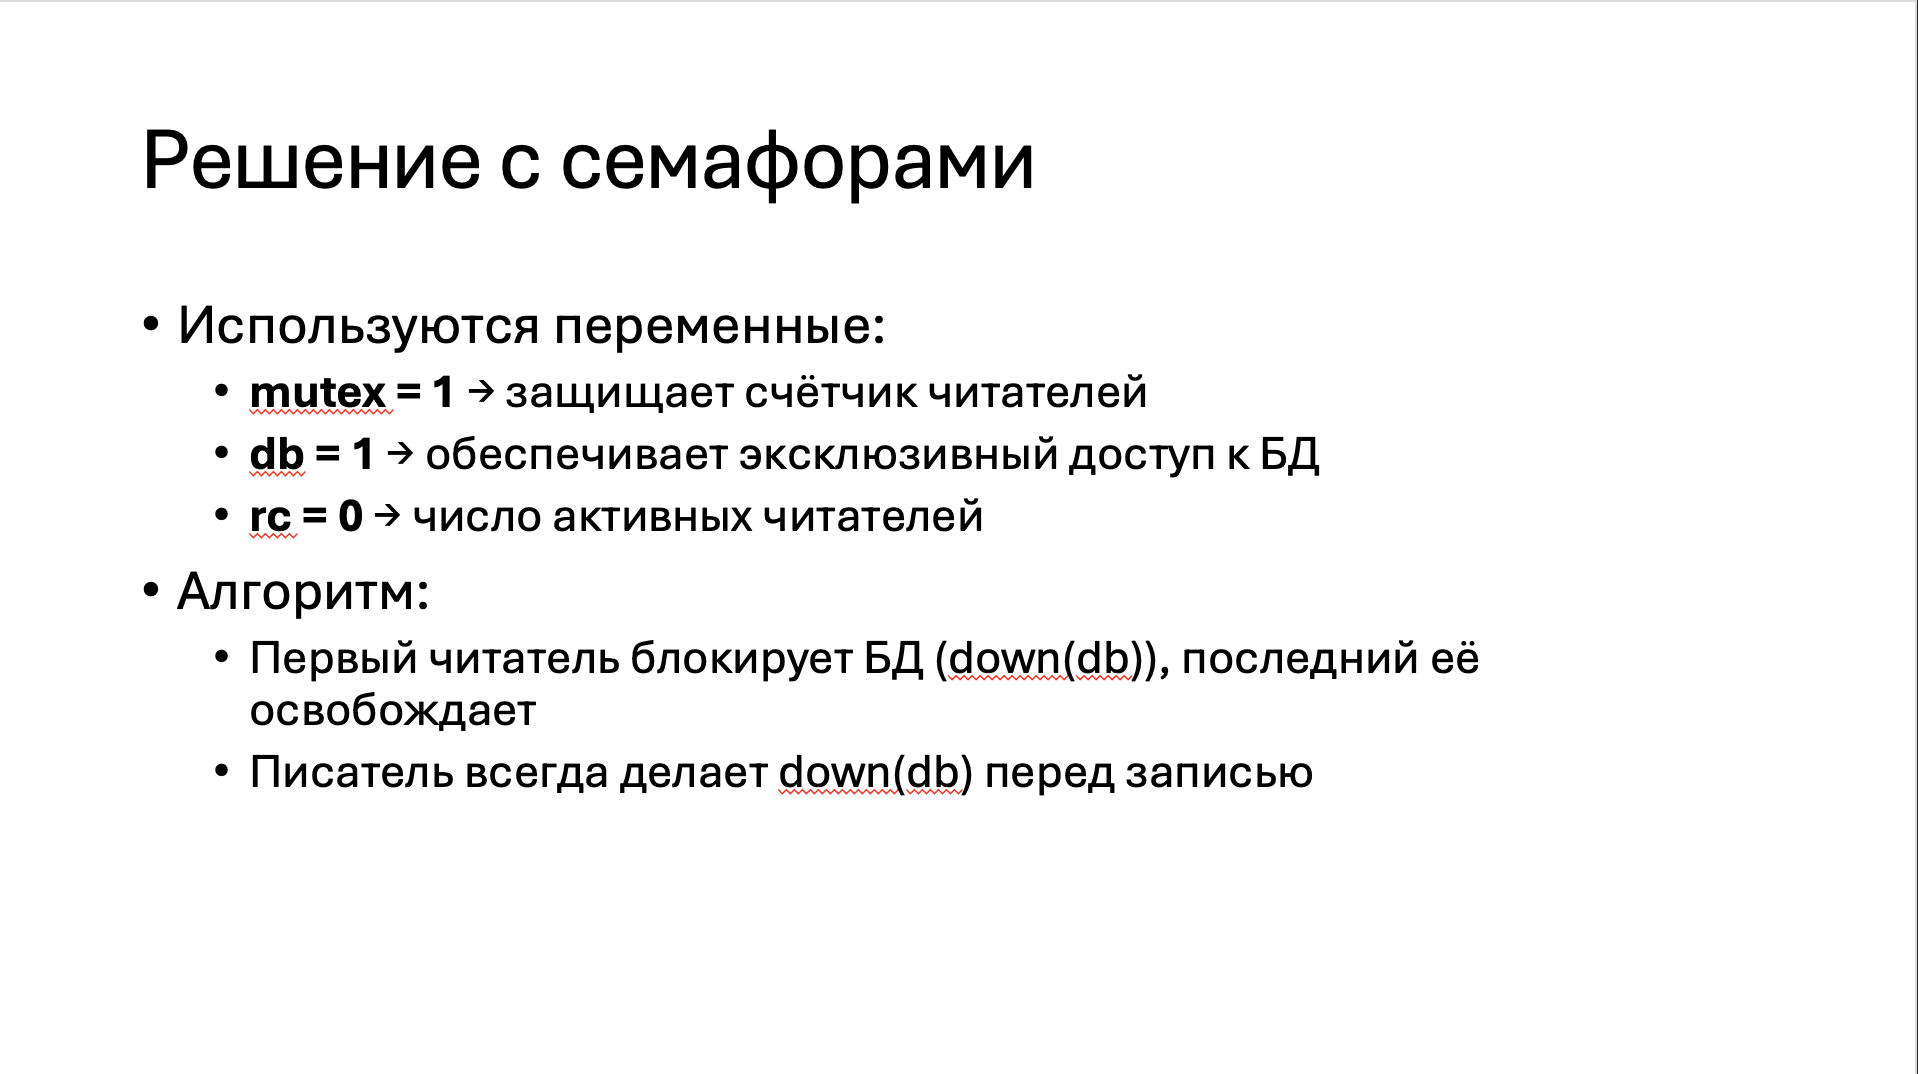 Решение с семафорами
• Используются переменные:
• mutex = 1 → защищает счётчик читателей
• db = 1 → обеспечивает эксклюзивный доступ к БД
• rc = 0 → число активных читателей
• Алгоритм:
• Первый читатель блокирует БД (down(db)), последний её
освобождает
• Писатель всегда делает down(db) перед записью